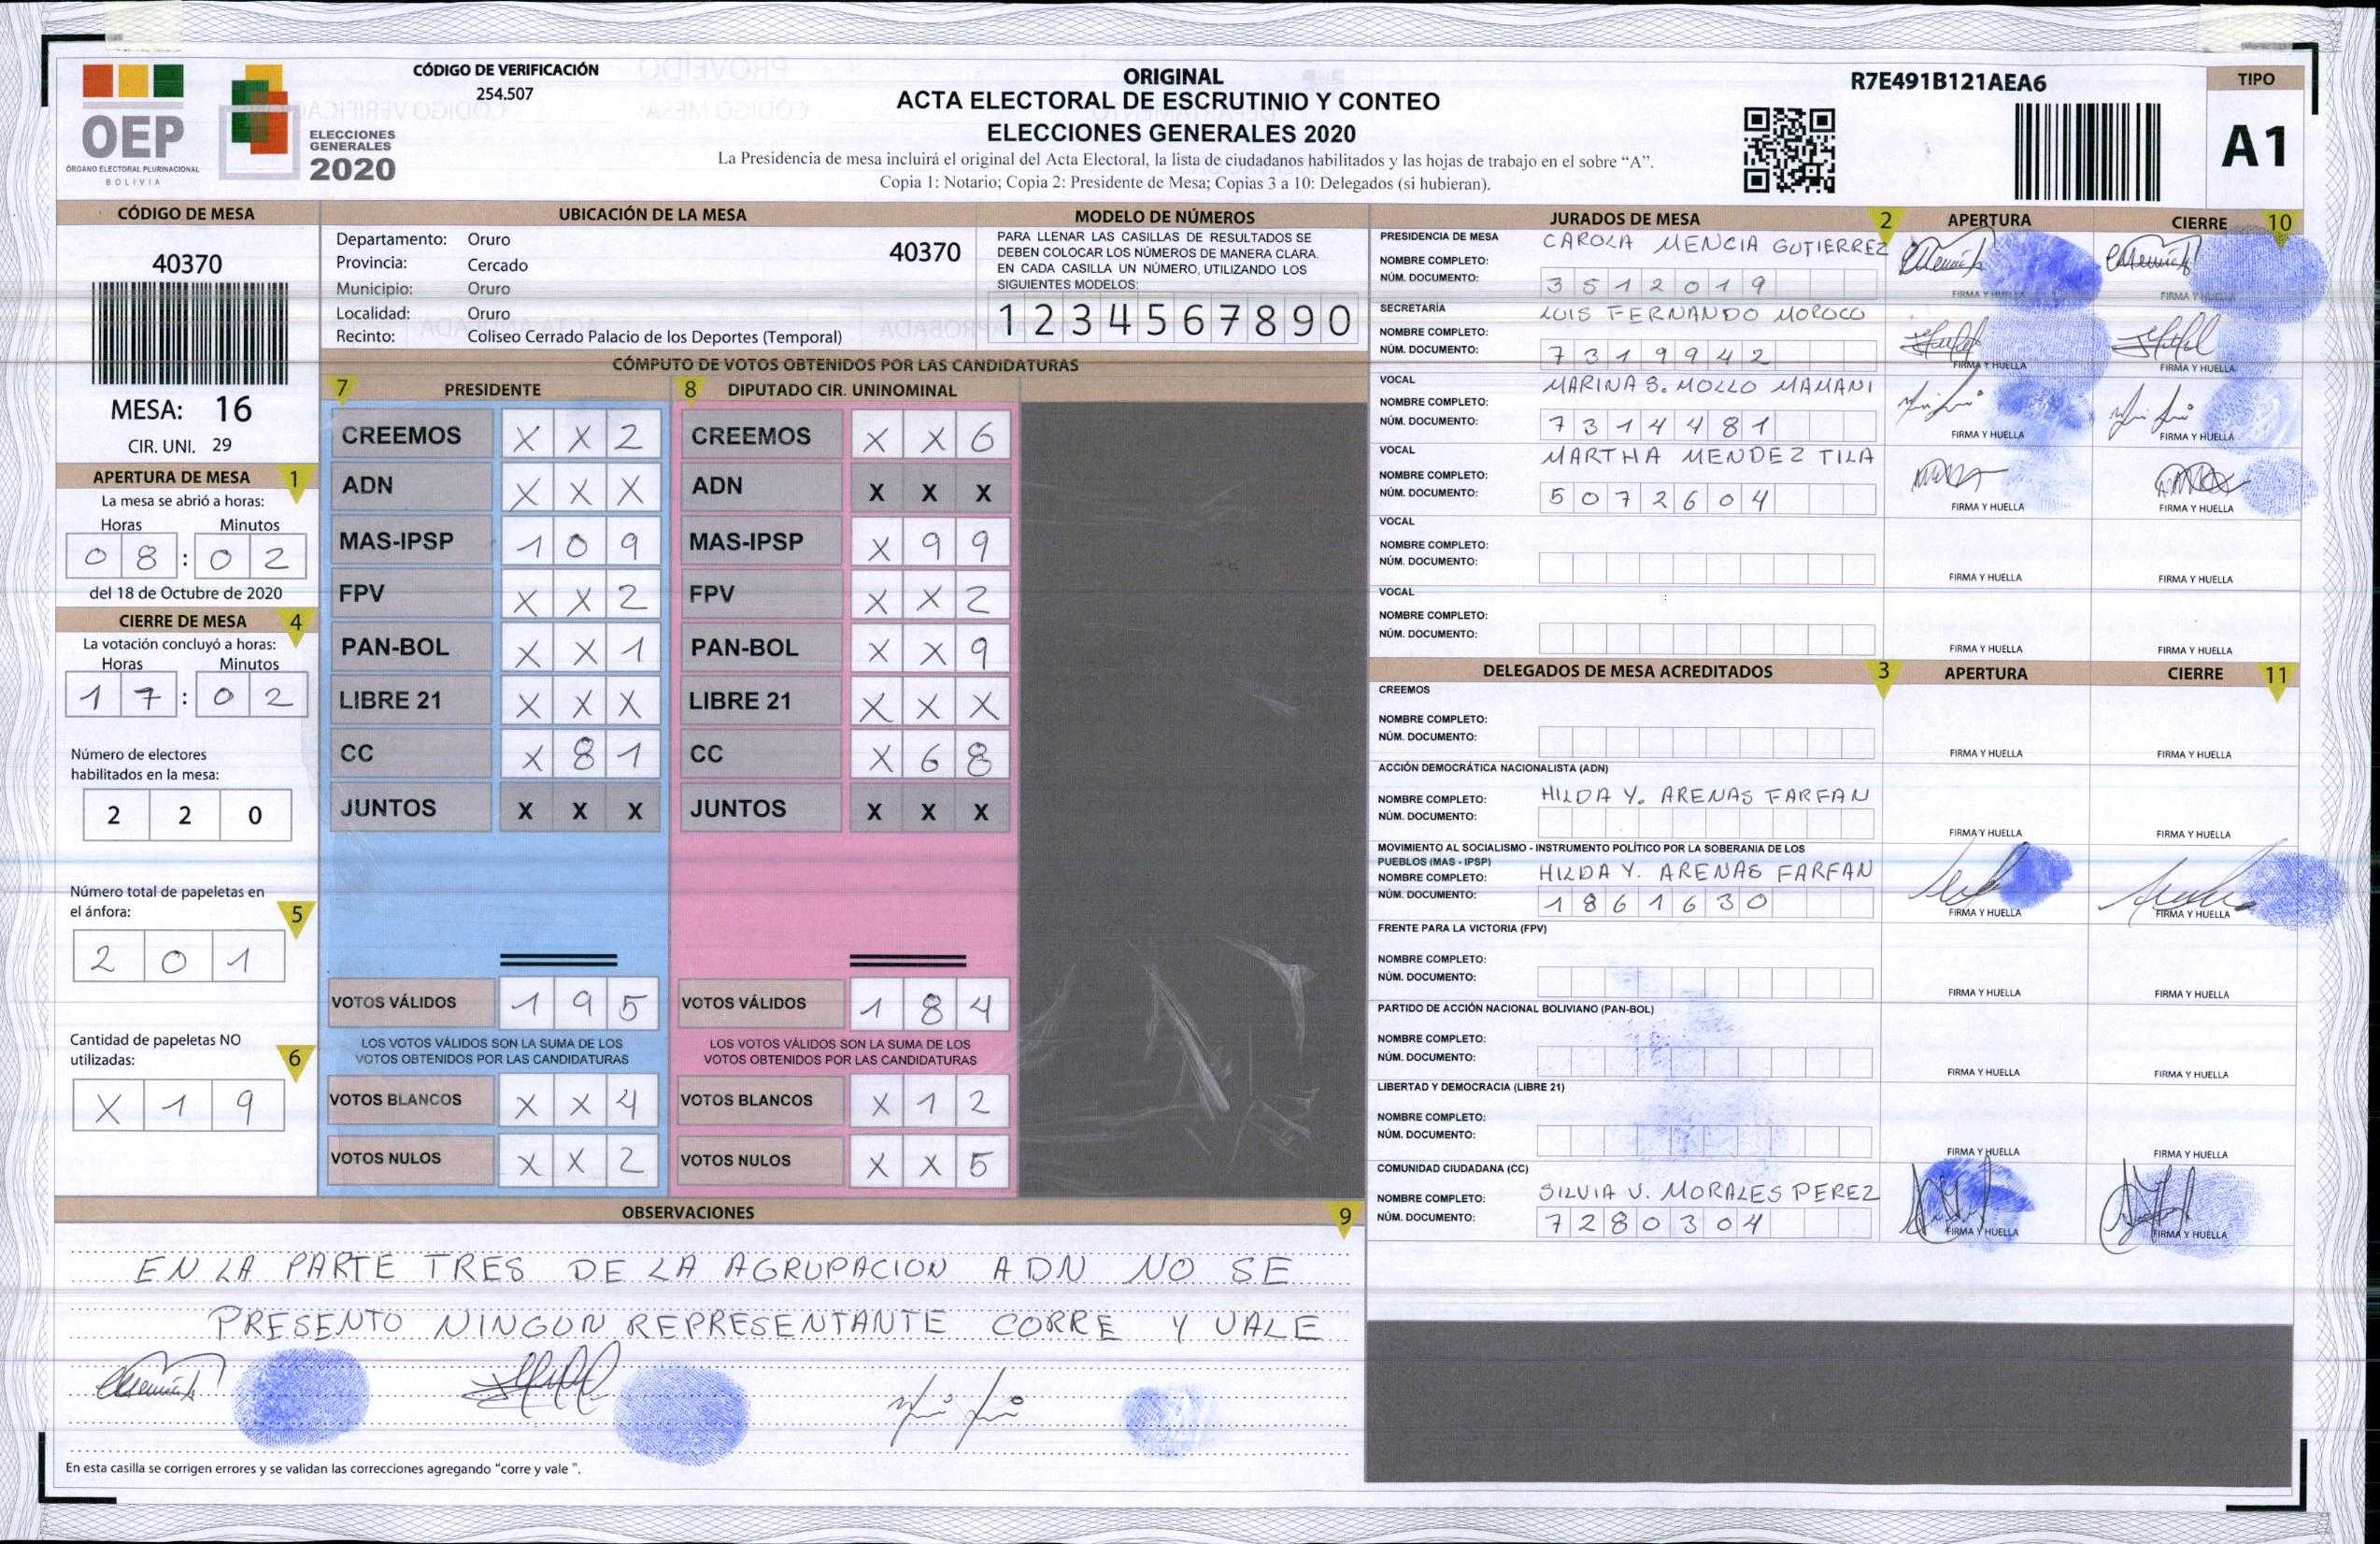 OEP
ÓRGANO ELECTORAL PLURINACIONAL
BOLIVIA
ELECCIONES
GENERALES
2020
CÓDIGO DE VERIFICACIÓN
254.507
ORIGINAL
ACTA ELECTORAL DE ESCRUTINIO Y CONTEO
ELECCIONES GENERALES 2020
La Presidencia de mesa incluirá el original del Acta Electoral, la lista de ciudadanos habilitados y las hojas de trabajo en el sobre “A”.
Copia 1: Notario; Copia 2: Presidente de Mesa; Copias 3 a 10: Delegados (si hubieran).
R7E491B121AEA6
TIPO
A1
CÓDIGO DE MESA
40370
MESA: 16
CIR. UNI. 29
APERTURA DE MESA 1
La mesa se abrió a horas:
Horas Minutos
0 8 : 0 2
del 18 de Octubre de 2020
CIERRE DE MESA 4
La votación concluyó a horas:
Horas Minutos
1 7 : 0 2
Número de electores
habilitados en la mesa:
2 2 0
Número total de papeletas en
el ánfora: 5
2 0 1
Cantidad de papeletas NO
utilizadas: 6
X 1 9
UBICACIÓN DE LA MESA
Departamento: Oruro 40370
Provincia: Cercado
Municipio: Oruro
Localidad: Oruro
Recinto: Coliseo Cerrado Palacio de los Deportes (Temporal)
MODELO DE NÚMEROS
PARA LLENAR LAS CASILLAS DE RESULTADOS SE
DEBEN COLOCAR LOS NÚMEROS DE MANERA CLARA.
EN CADA CASILLA UN NÚMERO, UTILIZANDO LOS
SIGUIENTES MODELOS:
1 2 3 4 5 6 7 8 9 0
CÓMPUTO DE VOTOS OBTENIDOS POR LAS CANDIDATURAS
7 PRESIDENTE 8 DIPUTADO CIR. UNINOMINAL
CREEMOS X X 2 CREEMOS X X 6
ADN X X X ADN X X X
MAS-IPSP 1 0 9 MAS-IPSP X 9 9
FPV X X 2 FPV X X 2
PAN-BOL X X 1 PAN-BOL X X 9
LIBRE 21 X X X LIBRE 21 X X X
CC X 8 1 CC X 6 8
JUNTOS X X X JUNTOS X X X
VOTOS VÁLIDOS 1 9 5 VOTOS VÁLIDOS 1 8 4
LOS VOTOS VÁLIDOS SON LA SUMA DE LOS LOS VOTOS VÁLIDOS SON LA SUMA DE LOS
VOTOS OBTENIDOS POR LAS CANDIDATURAS VOTOS OBTENIDOS POR LAS CANDIDATURAS
VOTOS BLANCOS X X 4 VOTOS BLANCOS X 1 2
VOTOS NULOS X X 2 VOTOS NULOS X X 5
OBSERVACIONES 9
EN LA PARTE TRES DE LA AGRUPACION ADN NO SE
PRESENTO NINGUN REPRESENTANTE CORRE Y VALE
En esta casilla se corrigen errores y se validan las correcciones agregando “corre y vale ”.
JURADOS DE MESA 2 APERTURA CIERRE 10
PRESIDENCIA DE MESA CAROLA MENCIA GUTIERREZ
NOMBRE COMPLETO:
NÚM. DOCUMENTO: 3 5 1 2 0 1 9
FIRMA Y HUELLA FIRMA Y HUELLA
SECRETARÍA LUIS FERNANDO MOROCO
NOMBRE COMPLETO:
NÚM. DOCUMENTO: 7 3 1 9 9 4 2
FIRMA Y HUELLA FIRMA Y HUELLA
VOCAL MARINA S. MOLLO MAMANI
NOMBRE COMPLETO:
NÚM. DOCUMENTO: 7 3 1 4 4 8 1
FIRMA Y HUELLA FIRMA Y HUELLA
VOCAL MARTHA MENDEZ TILA
NOMBRE COMPLETO:
NÚM. DOCUMENTO: 5 0 7 2 6 0 4
FIRMA Y HUELLA FIRMA Y HUELLA
VOCAL
NOMBRE COMPLETO:
NÚM. DOCUMENTO:
FIRMA Y HUELLA FIRMA Y HUELLA
VOCAL
NOMBRE COMPLETO:
NÚM. DOCUMENTO:
FIRMA Y HUELLA FIRMA Y HUELLA
DELEGADOS DE MESA ACREDITADOS 3 APERTURA CIERRE 11
CREEMOS
NOMBRE COMPLETO:
NÚM. DOCUMENTO:
FIRMA Y HUELLA FIRMA Y HUELLA
ACCIÓN DEMOCRÁTICA NACIONALISTA (ADN)
NOMBRE COMPLETO: HILDA Y. ARENAS FARFAN
NÚM. DOCUMENTO:
FIRMA Y HUELLA FIRMA Y HUELLA
MOVIMIENTO AL SOCIALISMO - INSTRUMENTO POLÍTICO POR LA SOBERANIA DE LOS
PUEBLOS (MAS - IPSP)
NOMBRE COMPLETO: HILDA Y. ARENAS FARFAN
NÚM. DOCUMENTO: 1 8 6 1 6 3 0
FIRMA Y HUELLA FIRMA Y HUELLA
FRENTE PARA LA VICTORIA (FPV)
NOMBRE COMPLETO:
NÚM. DOCUMENTO:
FIRMA Y HUELLA FIRMA Y HUELLA
PARTIDO DE ACCIÓN NACIONAL BOLIVIANO (PAN-BOL)
NOMBRE COMPLETO:
NÚM. DOCUMENTO:
FIRMA Y HUELLA FIRMA Y HUELLA
LIBERTAD Y DEMOCRACIA (LIBRE 21)
NOMBRE COMPLETO:
NÚM. DOCUMENTO:
FIRMA Y HUELLA FIRMA Y HUELLA
COMUNIDAD CIUDADANA (CC)
NOMBRE COMPLETO: SILVIA V. MORALES PEREZ
NÚM. DOCUMENTO: 7 2 8 0 3 0 4
FIRMA Y HUELLA FIRMA Y HUELLA